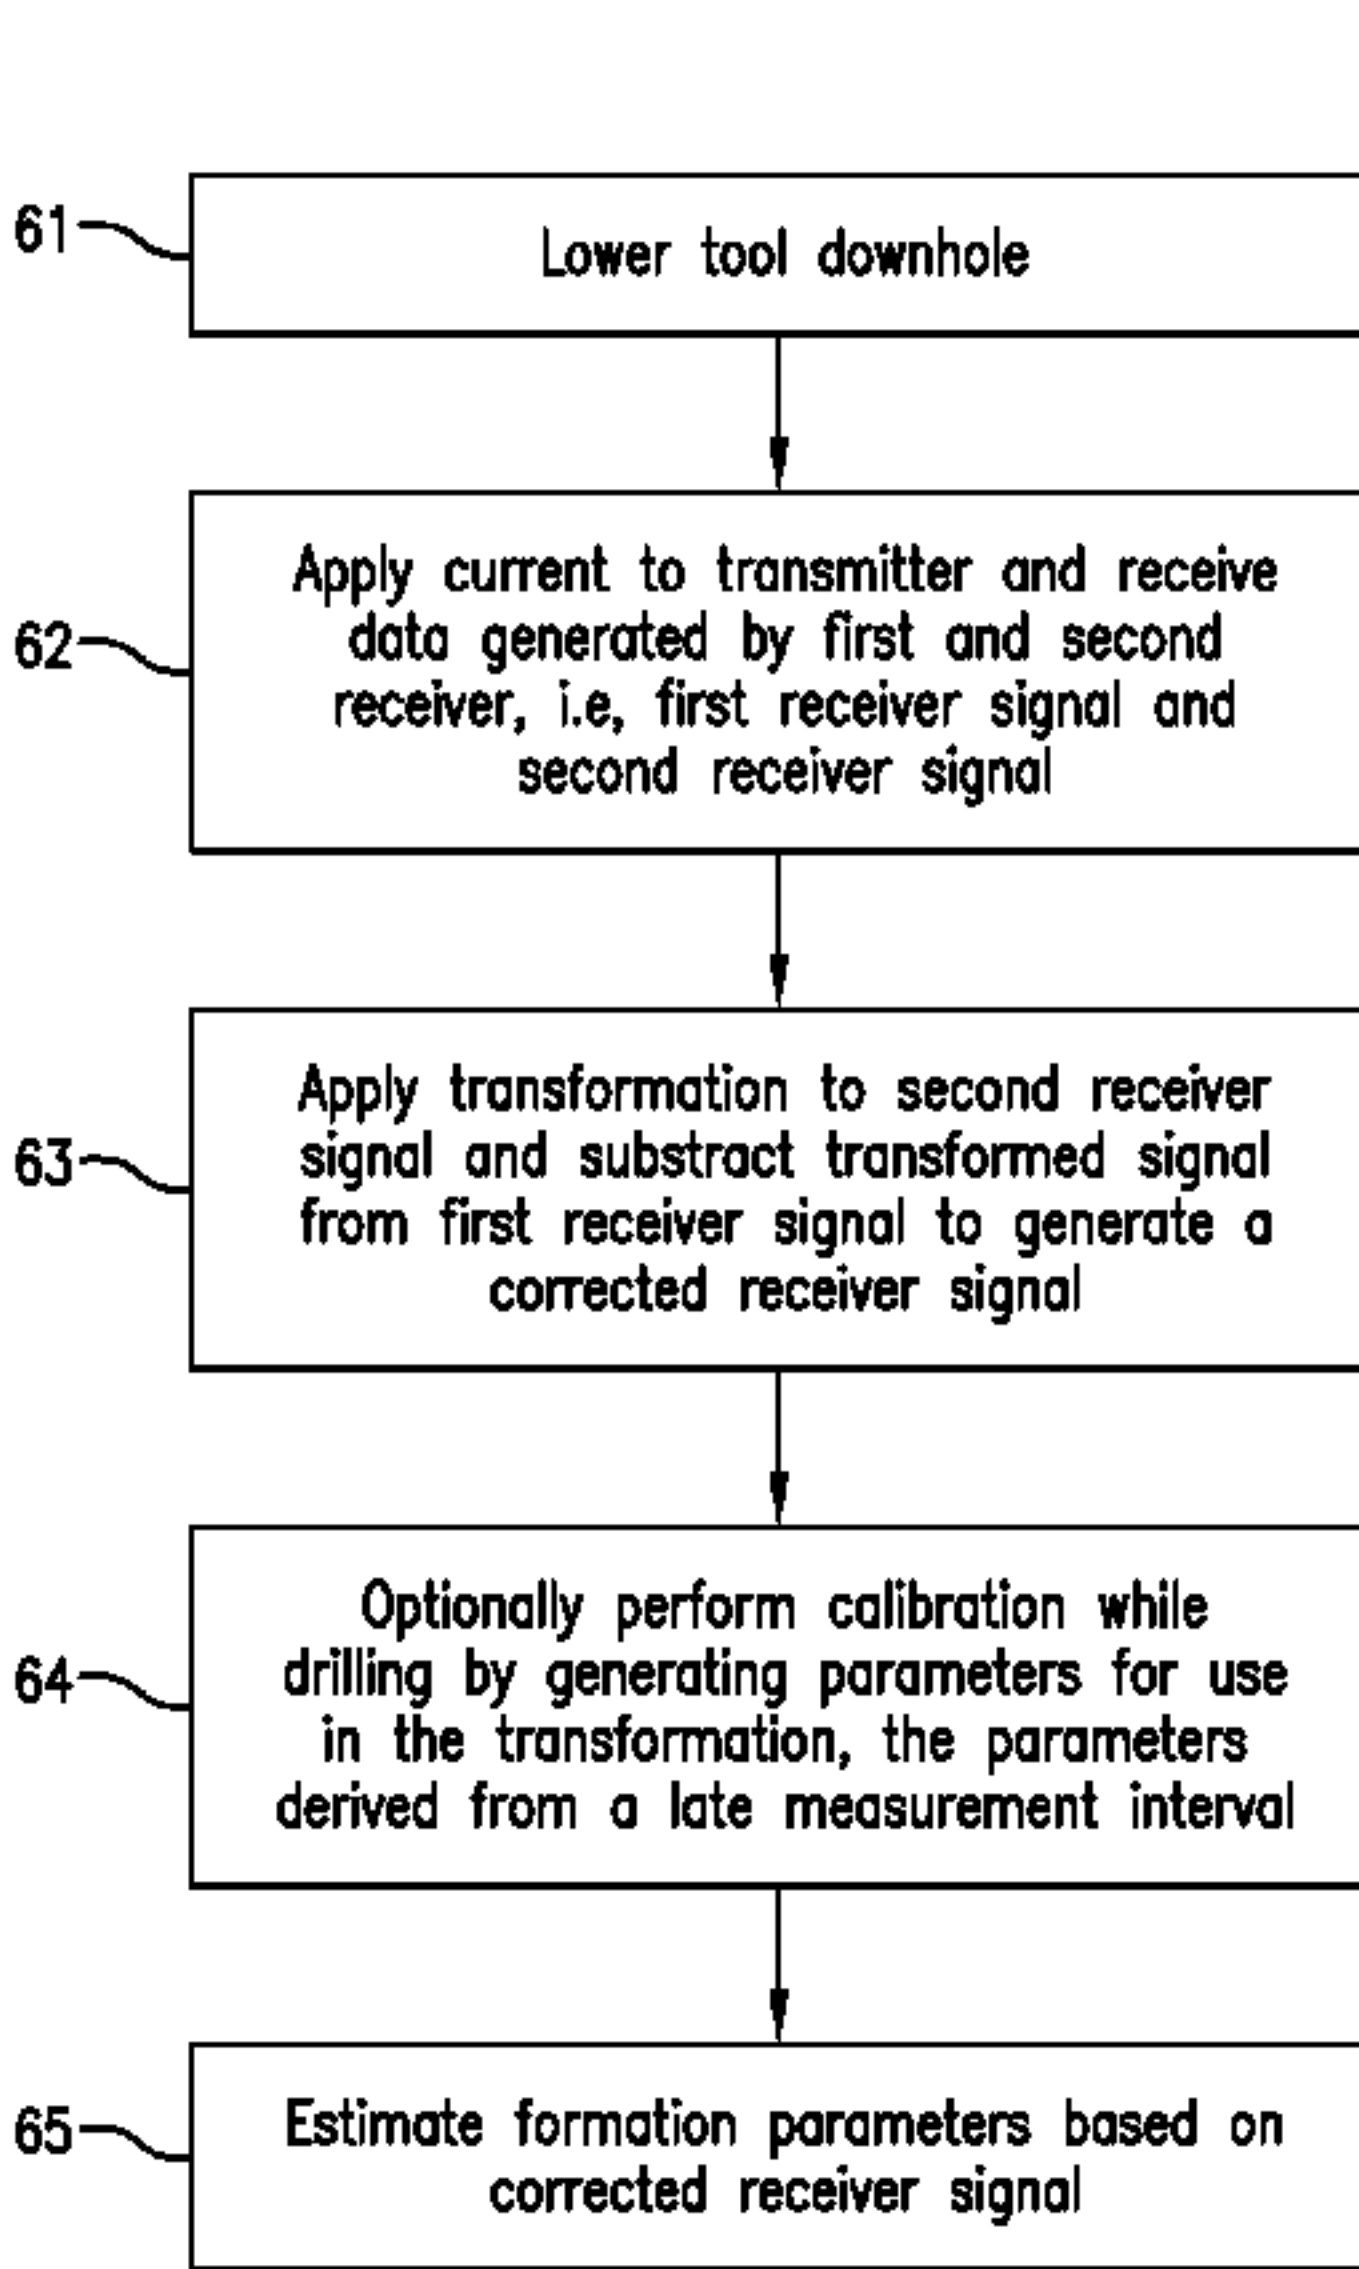 61
Lower tool downhole
62
Apply current to transmitter and receive
data generated by first and second
receiver, i.e, first receiver signal and
second receiver signal
63
Apply transformation to second receiver
signal and substract transformed signal
from first receiver signal to generate a
corrected receiver signal
64
Optionally perform calibration while
drilling by generating parameters for use
in the transformation, the parameters
derived from a late measurement interval
65
Estimate formation parameters based on
corrected receiver signal